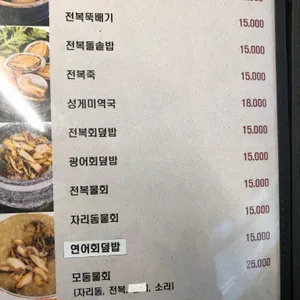 전복뚝배기 15,000
전복돌솥밥 15,000
전복죽 15,000
성게미역국 18,000
전복회덮밥 15,000
광어회덮밥 15,000
전복물회 15,000
자리돔물회 15,000
연어회덮밥 15,000
모둠물회 25,000
(자리돔, 전복, 소라)